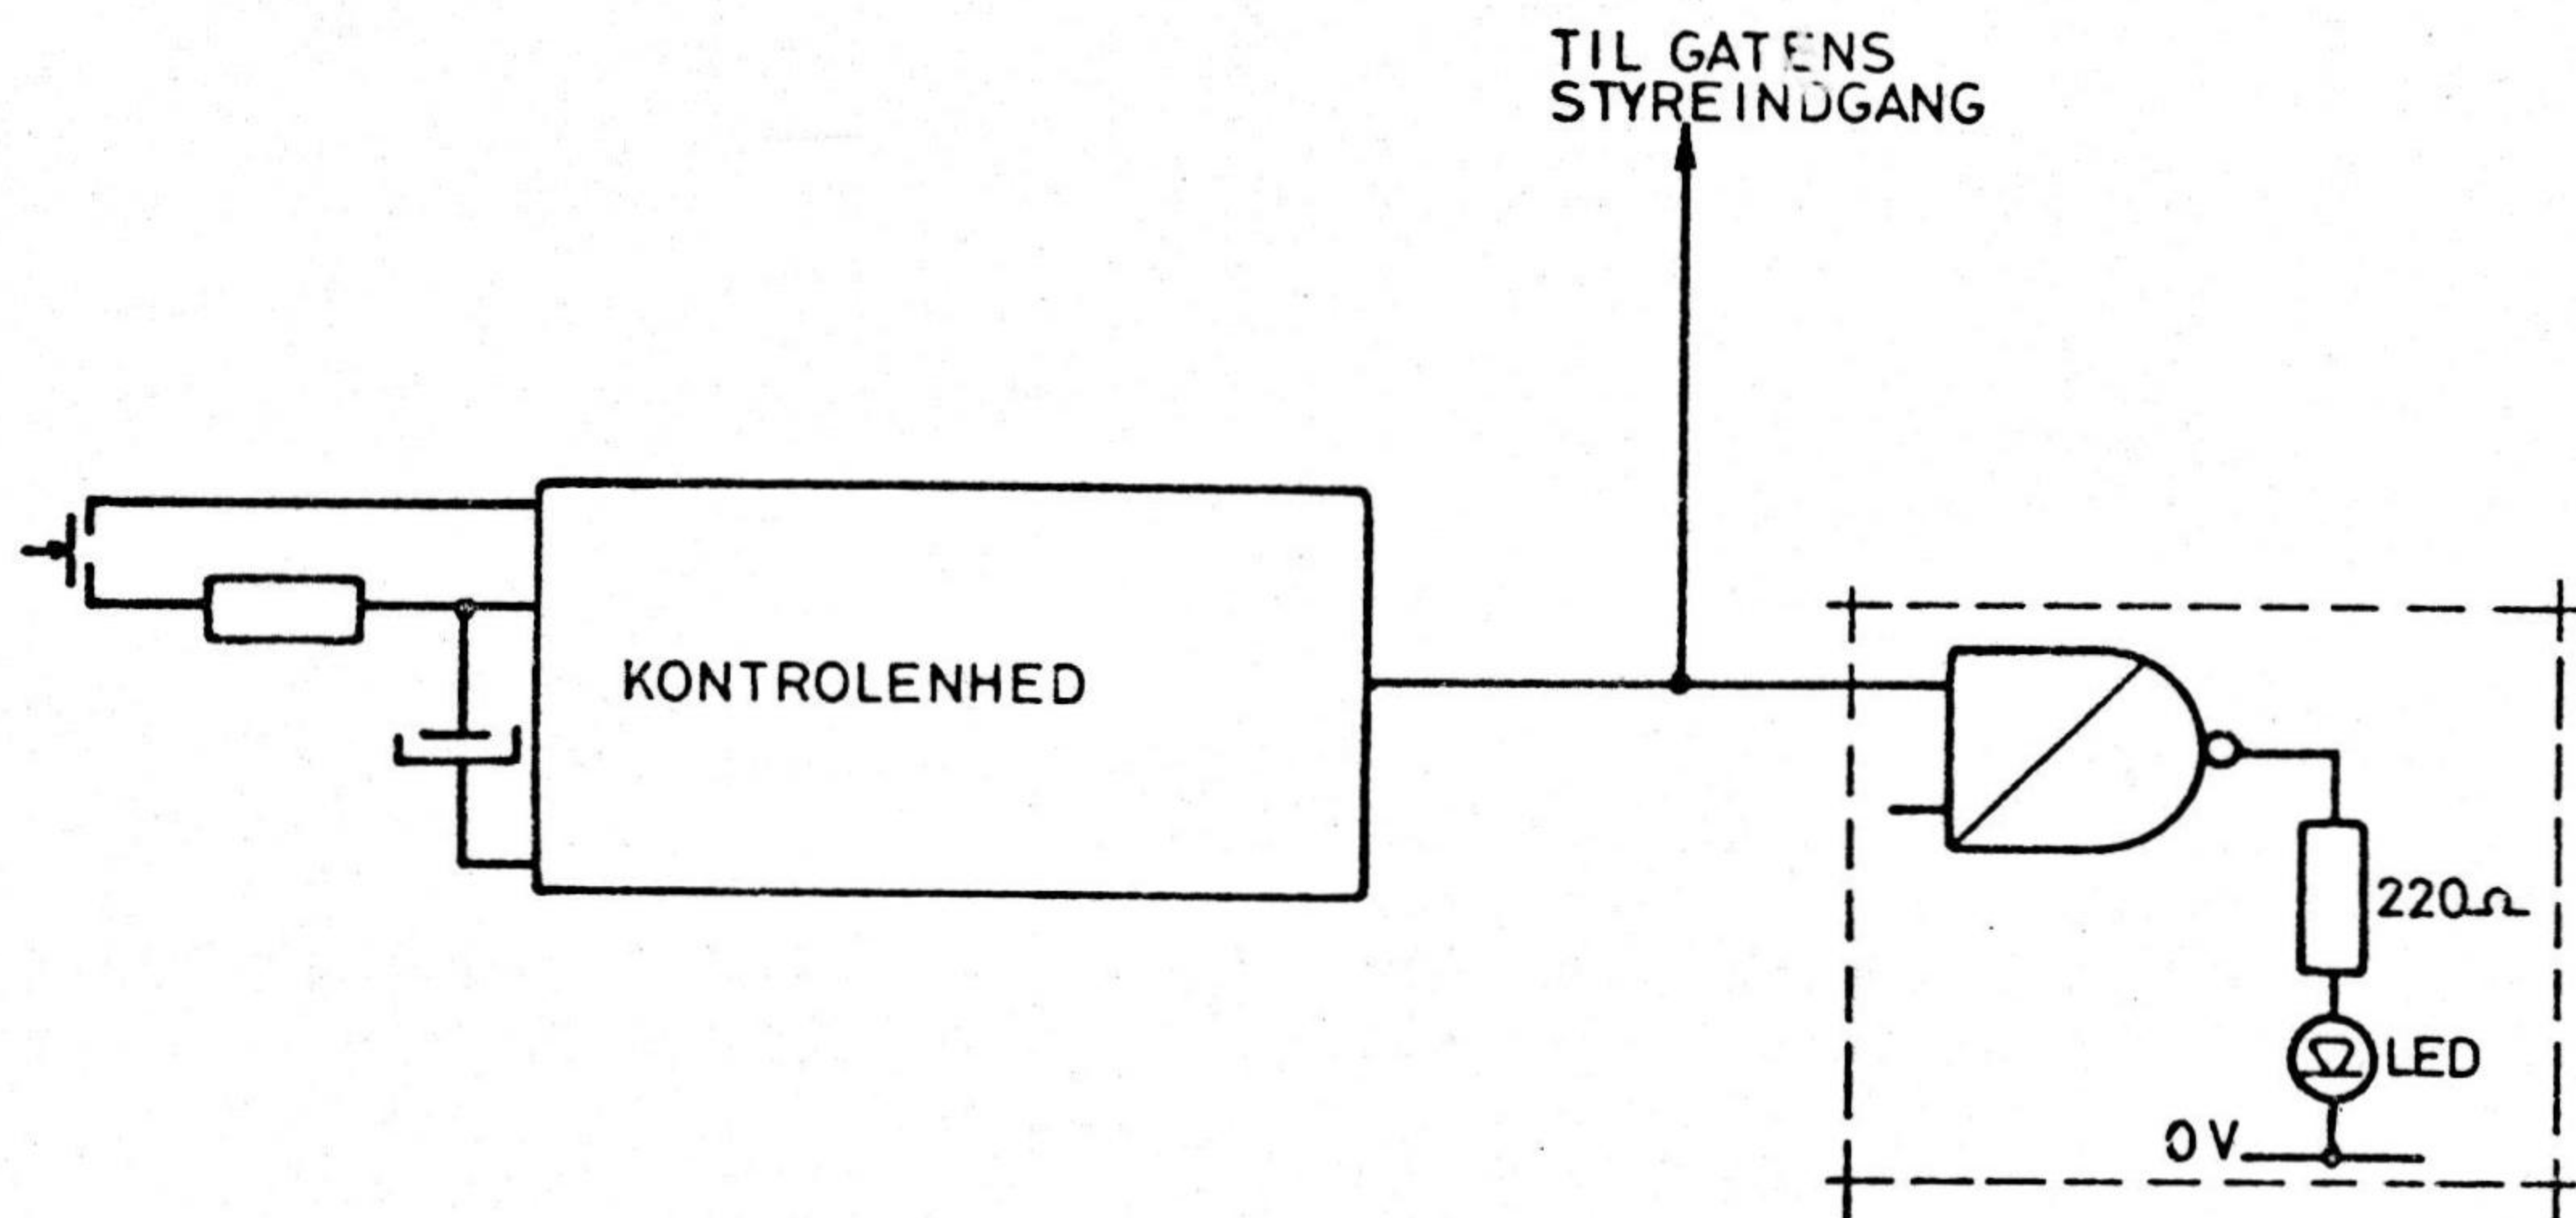 TIL GATENS
STYREINDGANG
KONTROLENHED
220Ω
LED
0V